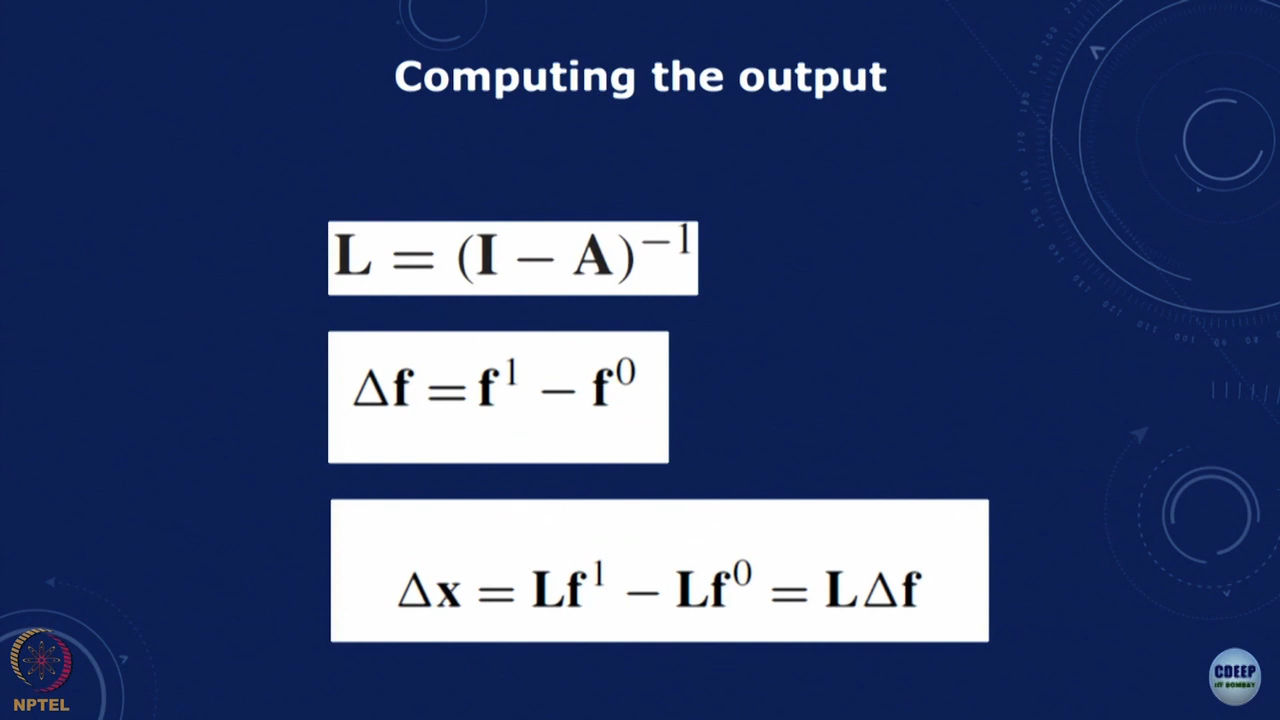 Computing the output
L = (I − A)⁻¹
Δf = f¹ − f⁰
Δx = Lf¹ − Lf⁰ = LΔf
NPTEL
CDEEP
IIT BOMBAY